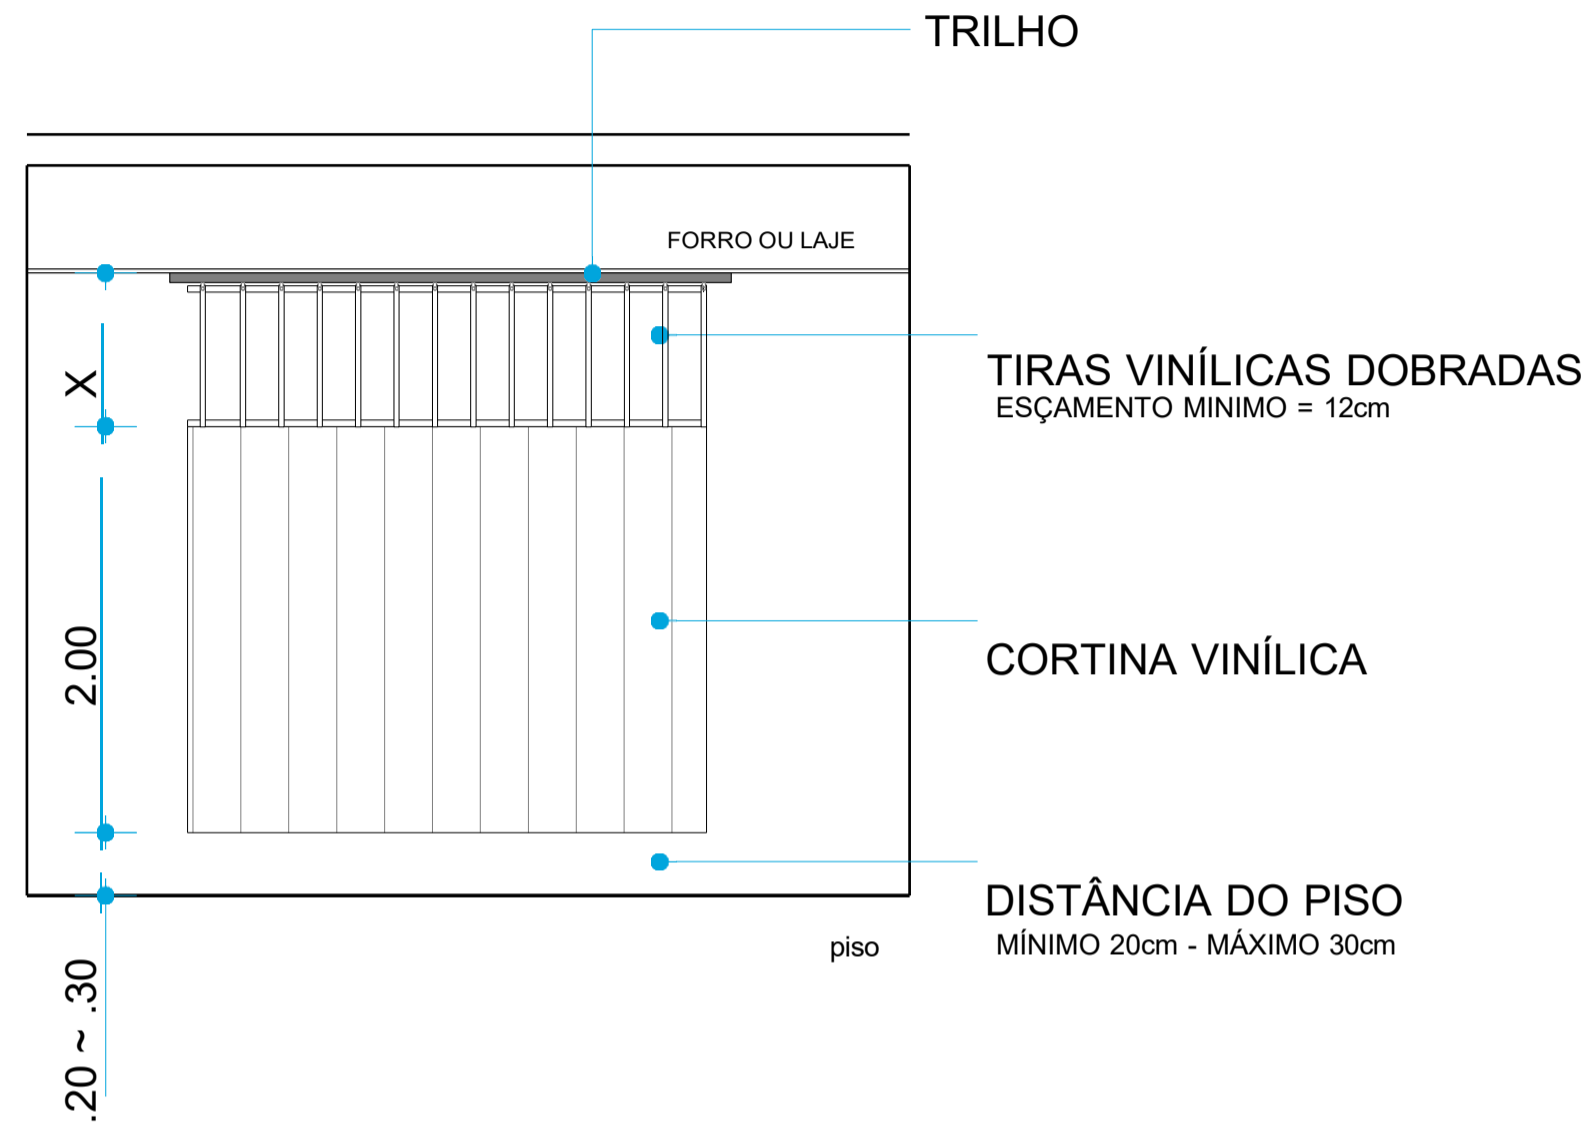 TRILHO
FORRO OU LAJE
X
TIRAS VINÍLICAS DOBRADAS
ESÇAMENTO MINIMO = 12cm
2.00
CORTINA VINÍLICA
DISTÂNCIA DO PISO
MÍNIMO 20cm - MÁXIMO 30cm
piso
.20 ~ .30